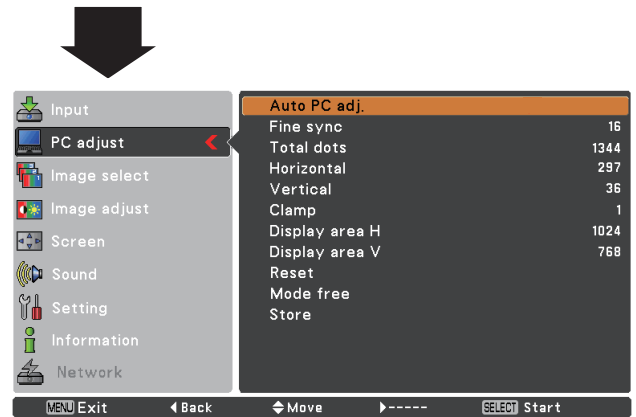 Input
PC adjust
Image select
Image adjust
Screen
Sound
Setting
Information
Network
Auto PC adj.
Fine sync 16
Total dots 1344
Horizontal 297
Vertical 36
Clamp 1
Display area H 1024
Display area V 768
Reset
Mode free
Store
MENU Exit Back Move ----- SELECT Start